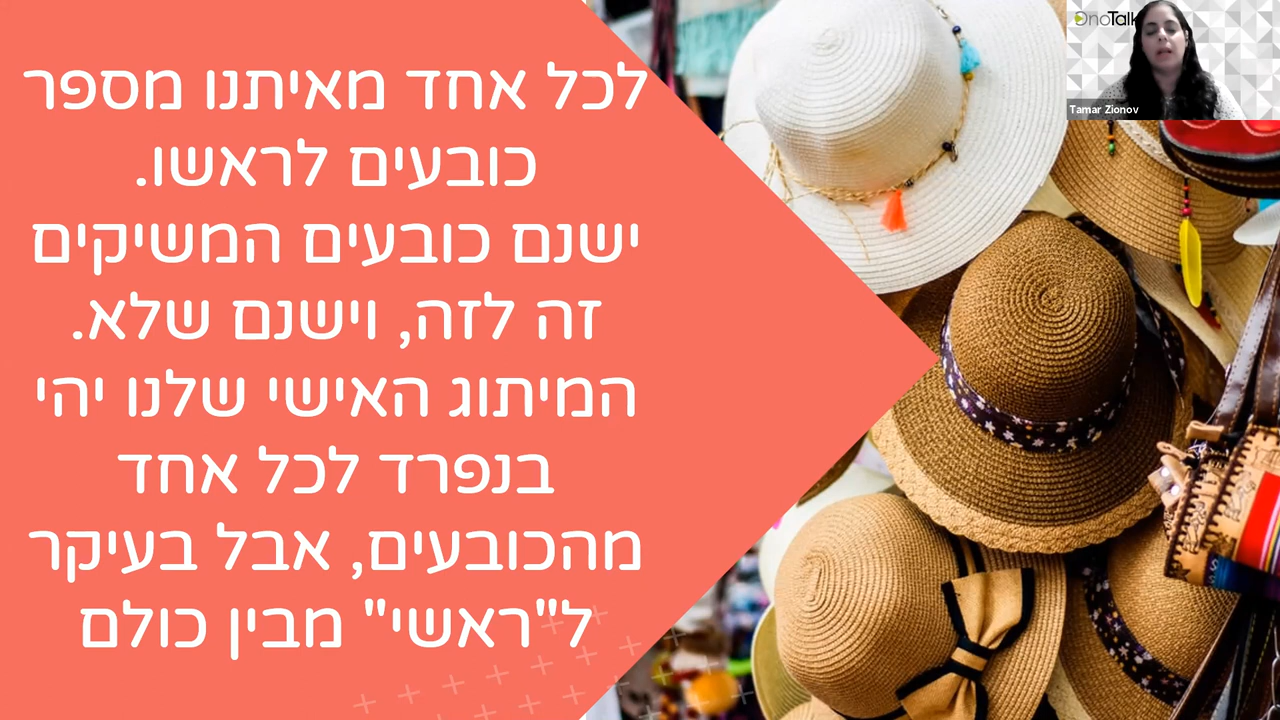 לכל אחד מאיתנו מספר
כובעים לראשו.
ישנם כובעים המשיקים
זה לזה, וישנם שלא.
המיתוג האישי שלנו יהי
בנפרד לכל אחד
מהכובעים, אבל בעיקר
ל"ראשי" מבין כולם
OnoTalk
Tamar Zionov